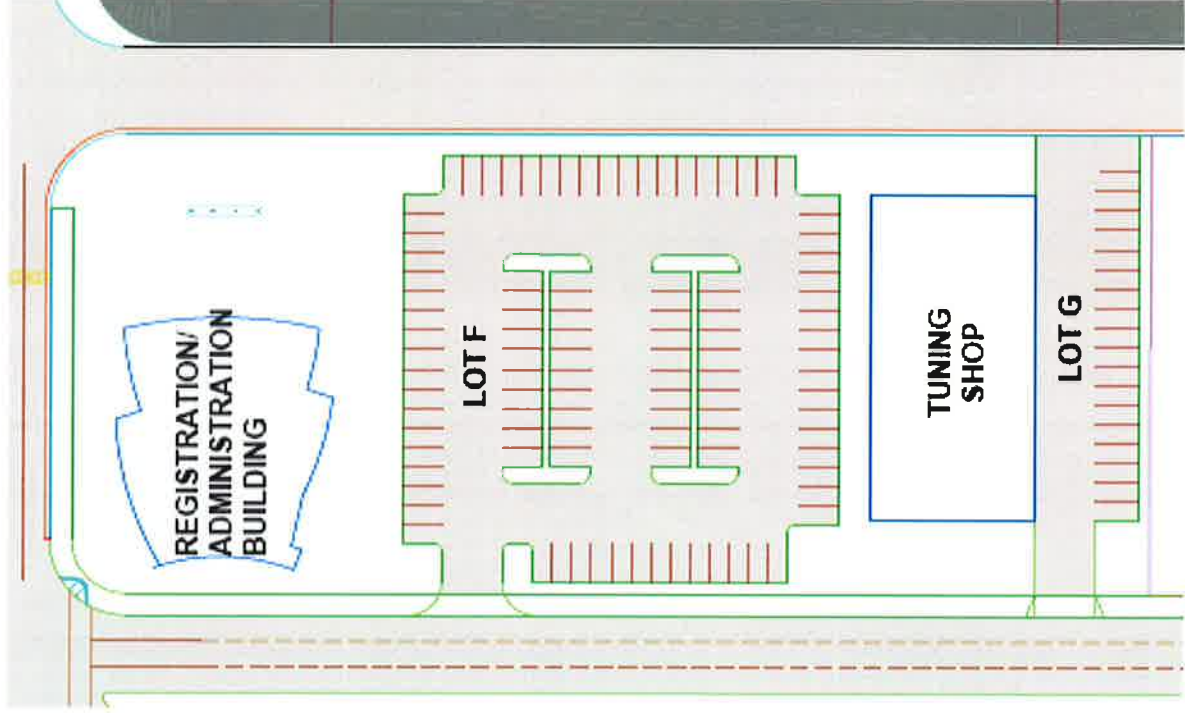 REGISTRATION/
ADMINISTRATION
BUILDING
LOT F
TUNING
SHOP
LOT G